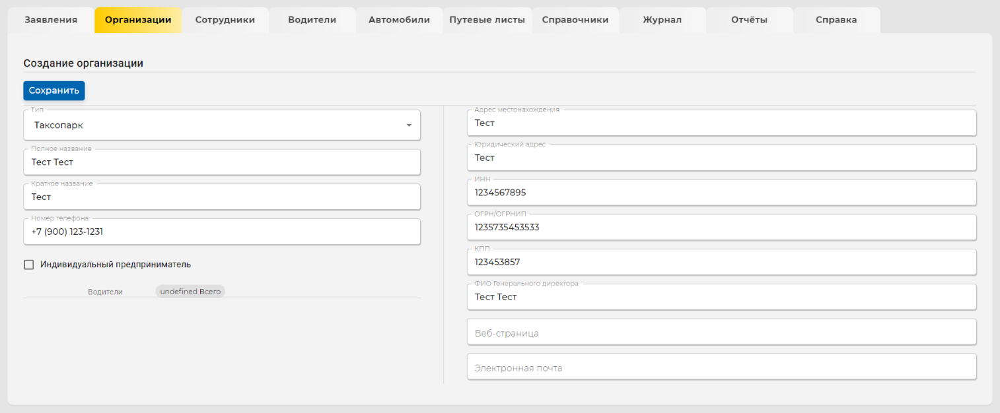 Заявления Организации Сотрудники Водители Автомобили Путевые листы Справочники Журнал Отчёты Справка
Создание организации
Сохранить
Тип
Таксопарк
Полное название
Тест Тест
Краткое название
Тест
Номер телефона
+7 (900) 123-1231
Индивидуальный предприниматель
Водители undefined Всего
Адрес местонахождения
Тест
Юридический адрес
Тест
ИНН
1234567895
ОГРН/ОГРНИП
1235735453533
КПП
123453857
ФИО Генерального директора
Тест Тест
Веб-страница
Электронная почта